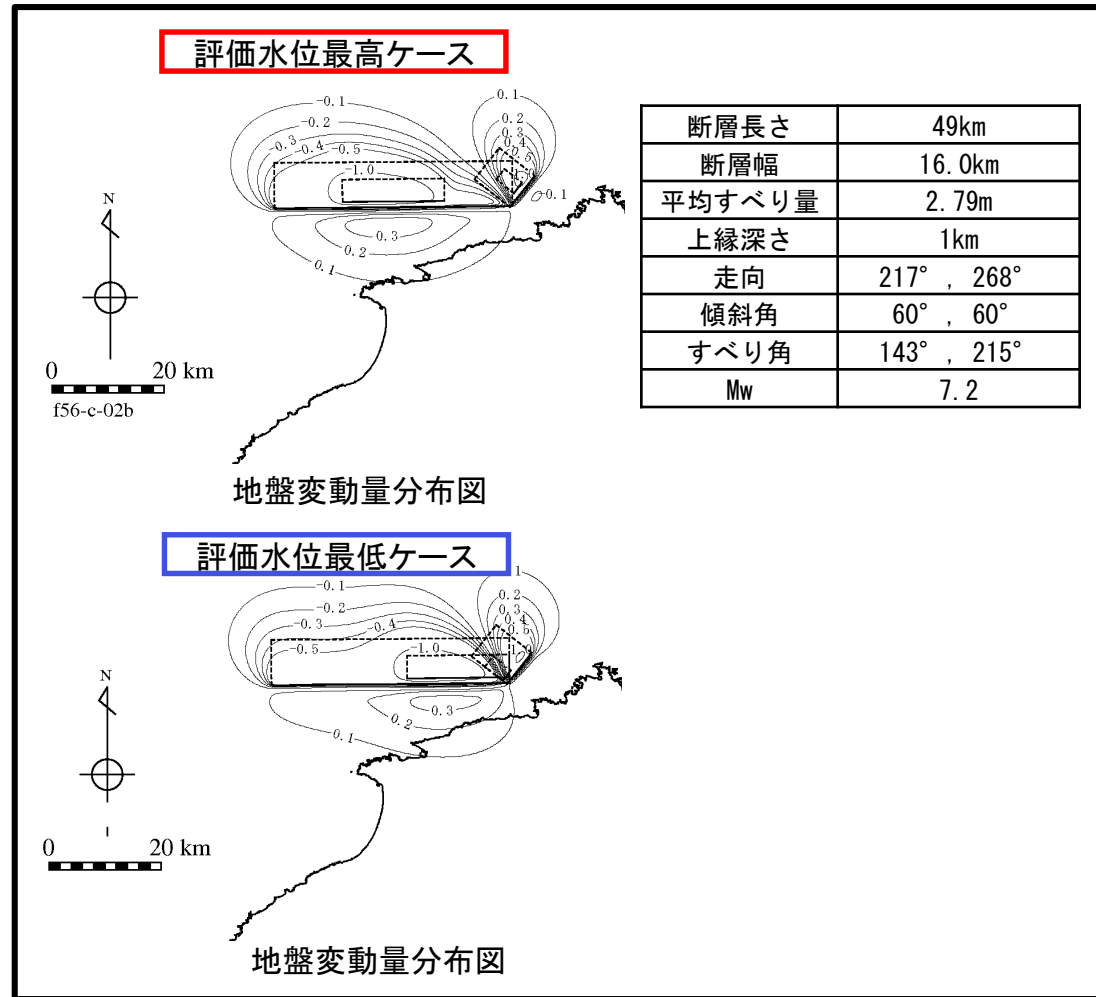 評価水位最高ケース
-0.1
0.1
-0.2
0.2
-0.3
0.3
-0.4
0.4
-0.5
-1.0
-0.1
0.3
0.2
0.1
N
0 20 km
f56-c-02b
地盤変動量分布図
断層長さ 49km
断層幅 16.0km
平均すべり量 2.79m
上縁深さ 1km
走向 217° , 268°
傾斜角 60° , 60°
すべり角 143° , 215°
Mw 7.2
評価水位最低ケース
-0.1
-0.2
0.2
-0.3
0.3
-0.4
0.4
-0.5
-1.0
0.3
0.2
0.1
N
0 20 km
地盤変動量分布図